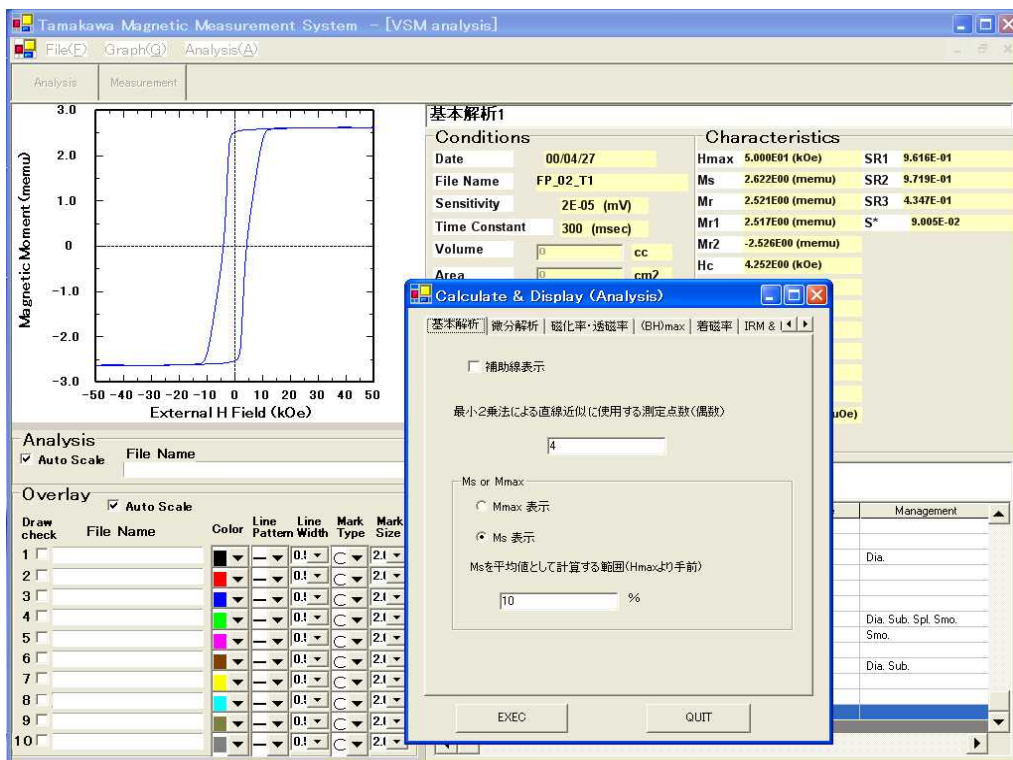 Tamakawa Magnetic Measurement System - [VSM analysis]
File(F) Graph(G) Analysis(A)
Analysis Measurement
3.0
2.0
1.0
0
-1.0
-2.0
-3.0
Magnetic Moment (memu)
-50 -40 -30 -20 -10 0 10 20 30 40 50
External H Field (kOe)
基本解析1
Conditions
Date 00/04/27
File Name FP_02_T1
Sensitivity 2E-05 (mV)
Time Constant 300 (msec)
Volume 0 cc
Area 0 cm2
Characteristics
Hmax 5.000E01 (kOe) SR1 9.616E-01
Ms 2.622E00 (memu) SR2 9.719E-01
Mr 2.521E00 (memu) SR3 4.347E-01
Mr1 2.517E00 (memu) S* 9.005E-02
Mr2 -2.526E00 (memu)
Hc 4.252E00 (kOe)
uOe)
Analysis
Auto Scale File Name
Overlay Auto Scale
Draw check File Name Color Line Pattern Line Width Mark Type Mark Size
1
2
3
4
5
6
7
8
9
10
Calculate & Display (Analysis)
基本解析 微分解析 磁化率・透磁率 (BH)max 着磁率 IRM &
補助線表示
最小2乗法による直線近似に使用する測定点数(偶数)
4
Ms or Mmax
Mmax 表示
Ms 表示
Msを平均値として計算する範囲(Hmaxより手前)
10 %
EXEC QUIT
Management
Dia.
Dia. Sub. Spl. Smo.
Smo.
Dia. Sub.